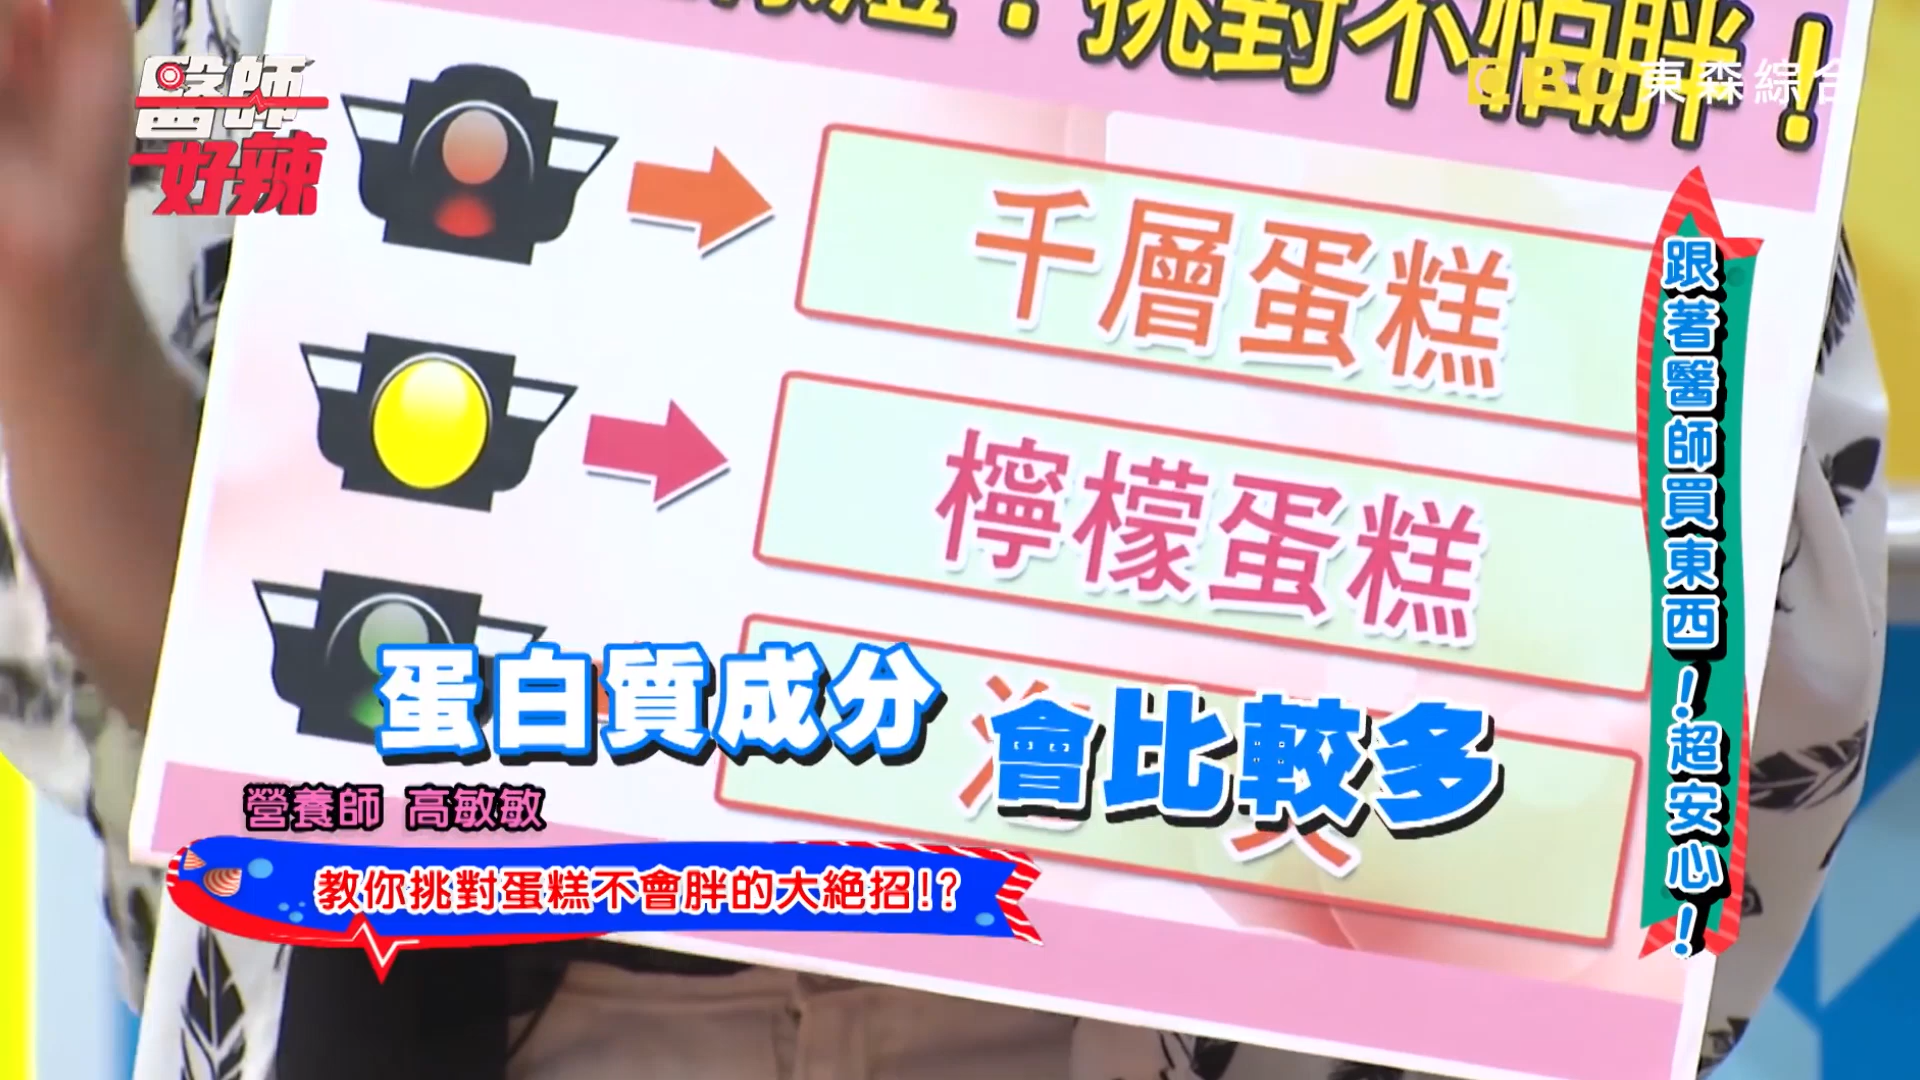 挑對不怕胖！
醫師
好辣
EBC東森綜合
千層蛋糕
檸檬蛋糕
蛋白質成分 會比較多
營養師 高敏敏
教你挑對蛋糕不會胖的大絕招!?
跟著醫師買東西！超安心！